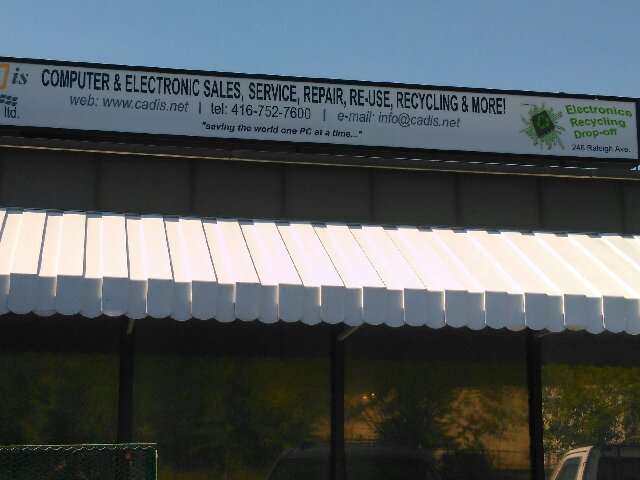 is
ltd.
COMPUTER & ELECTRONIC SALES, SERVICE, REPAIR, RE-USE, RECYCLING & MORE!
web: www.cadis.net | tel: 416-752-7600 | e-mail: info@cadis.net
"saving the world one PC at a time..."
Electronics
Recycling
Drop-off
246 Raleigh Ave.